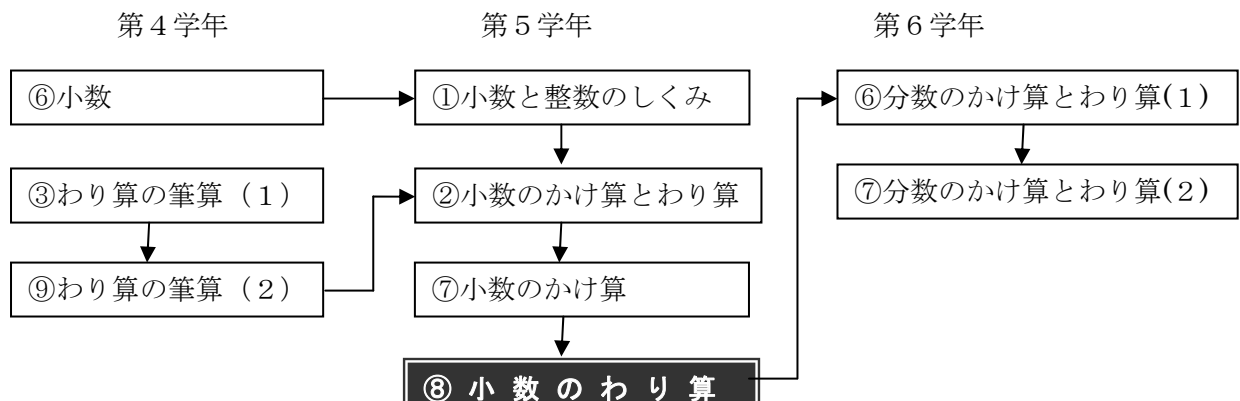 第４学年
第５学年
第６学年
⑥小数
①小数と整数のしくみ
⑥分数のかけ算とわり算(１)
③わり算の筆算（１）
②小数のかけ算とわり算
⑦分数のかけ算とわり算(２)
⑨わり算の筆算（２）
⑦小数のかけ算
⑧ 小 数 の わ り 算